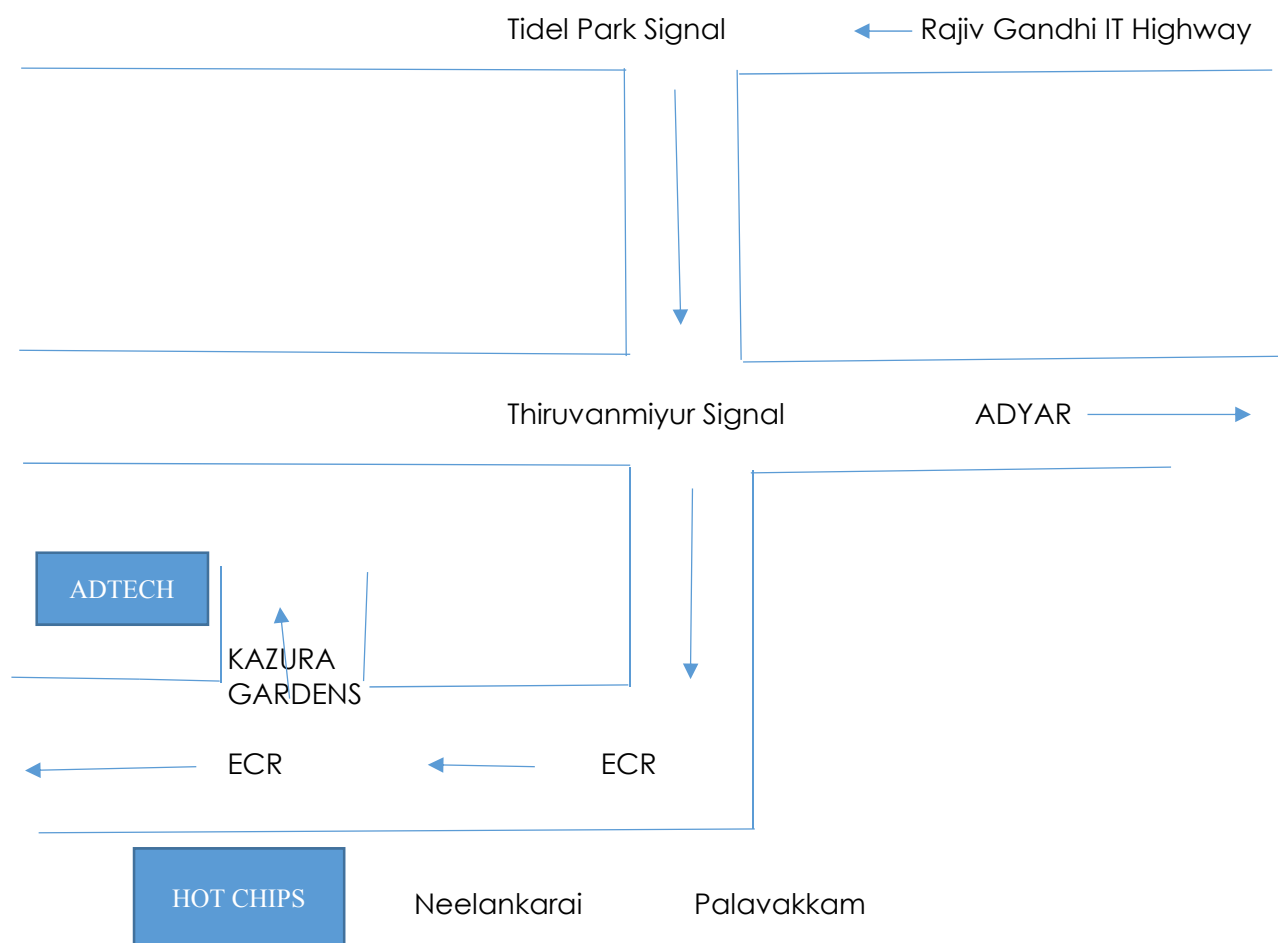 Tidel Park Signal
Rajiv Gandhi IT Highway
Thiruvanmiyur Signal
ADYAR
ADTECH
KAZURA
GARDENS
ECR
ECR
HOT CHIPS
Neelankarai
Palavakkam